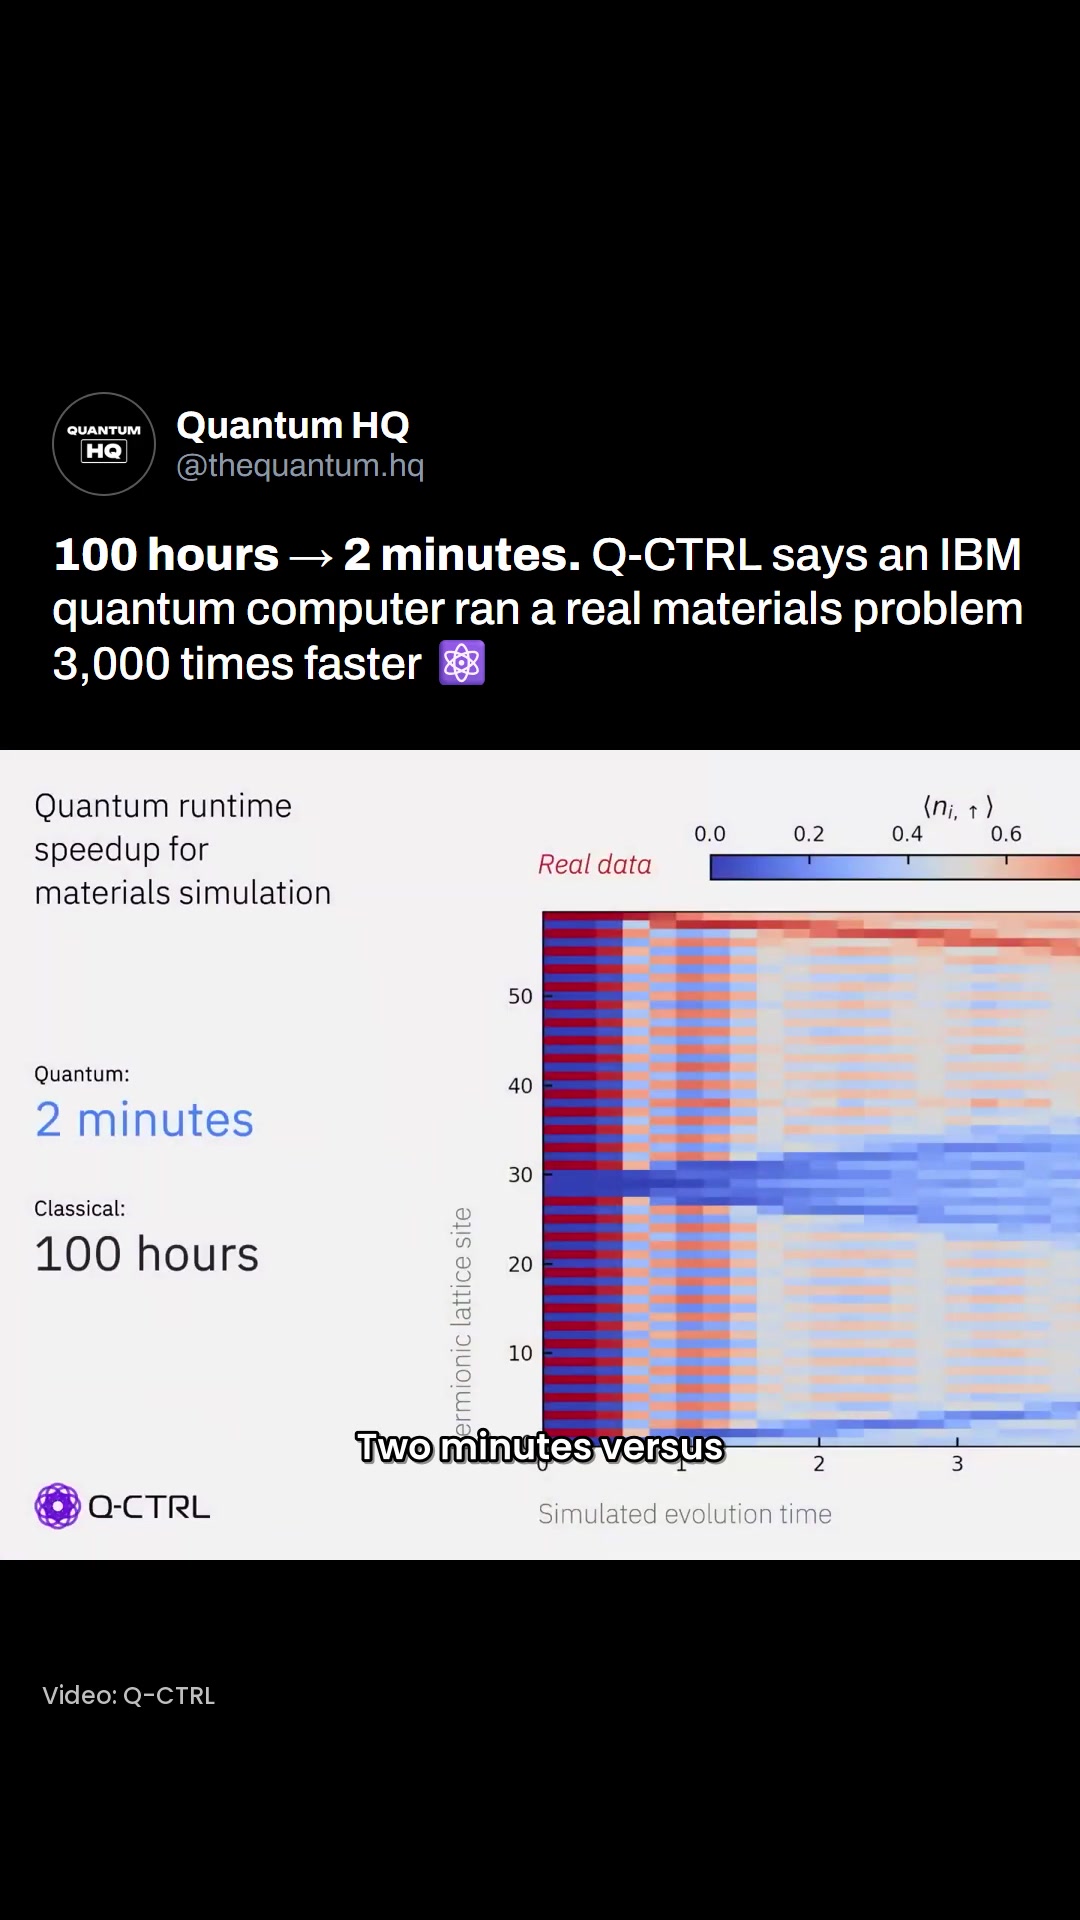 QUANTUM
HQ
Quantum HQ
@thequantum.hq
100 hours → 2 minutes. Q-CTRL says an IBM
quantum computer ran a real materials problem
3,000 times faster ⚛️
Quantum runtime
speedup for
materials simulation
Quantum:
2 minutes
Classical:
100 hours
Real data
⟨n i, ↑⟩
0.0 0.2 0.4 0.6
50
40
30
20
10
ermionic lattice site
0 1 2 3
Simulated evolution time
Two minutes versus
Q-CTRL
Video: Q-CTRL